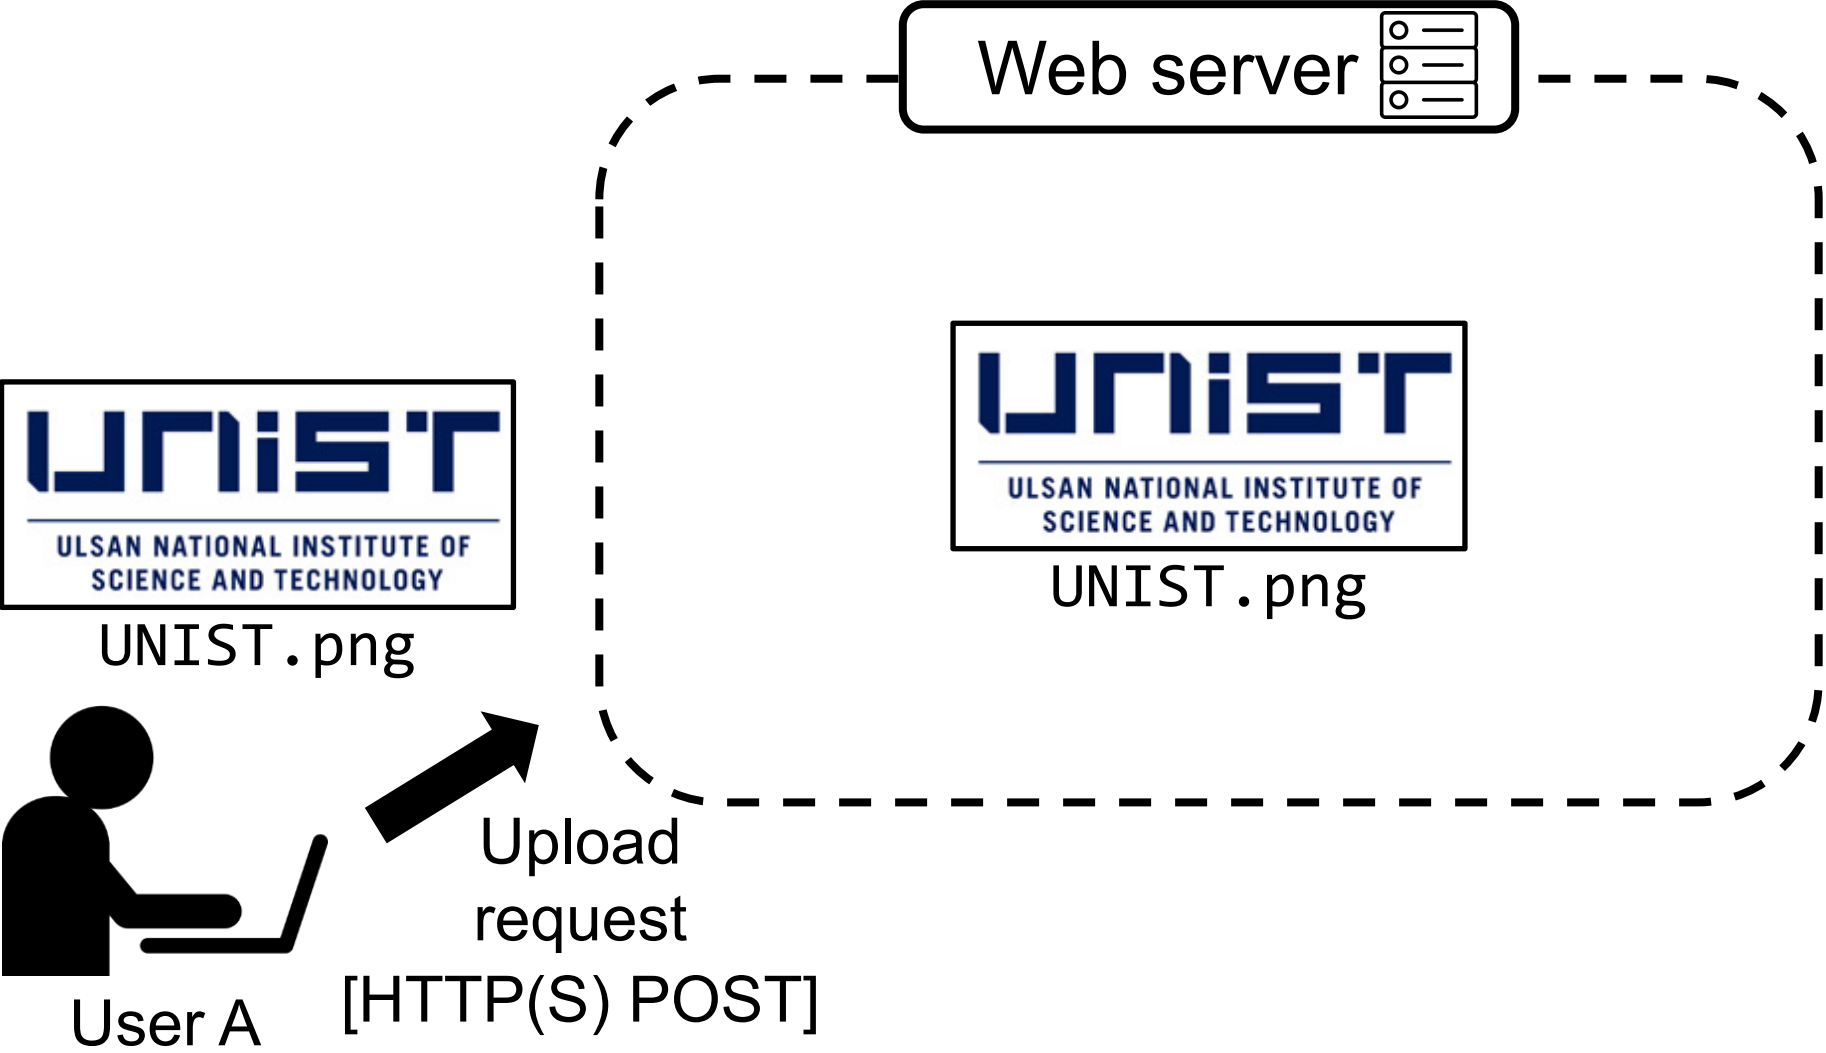 Web server
UNIST
ULSAN NATIONAL INSTITUTE OF
SCIENCE AND TECHNOLOGY
UNIST.png
UNIST
ULSAN NATIONAL INSTITUTE OF
SCIENCE AND TECHNOLOGY
UNIST.png
Upload
request
[HTTP(S) POST]
User A